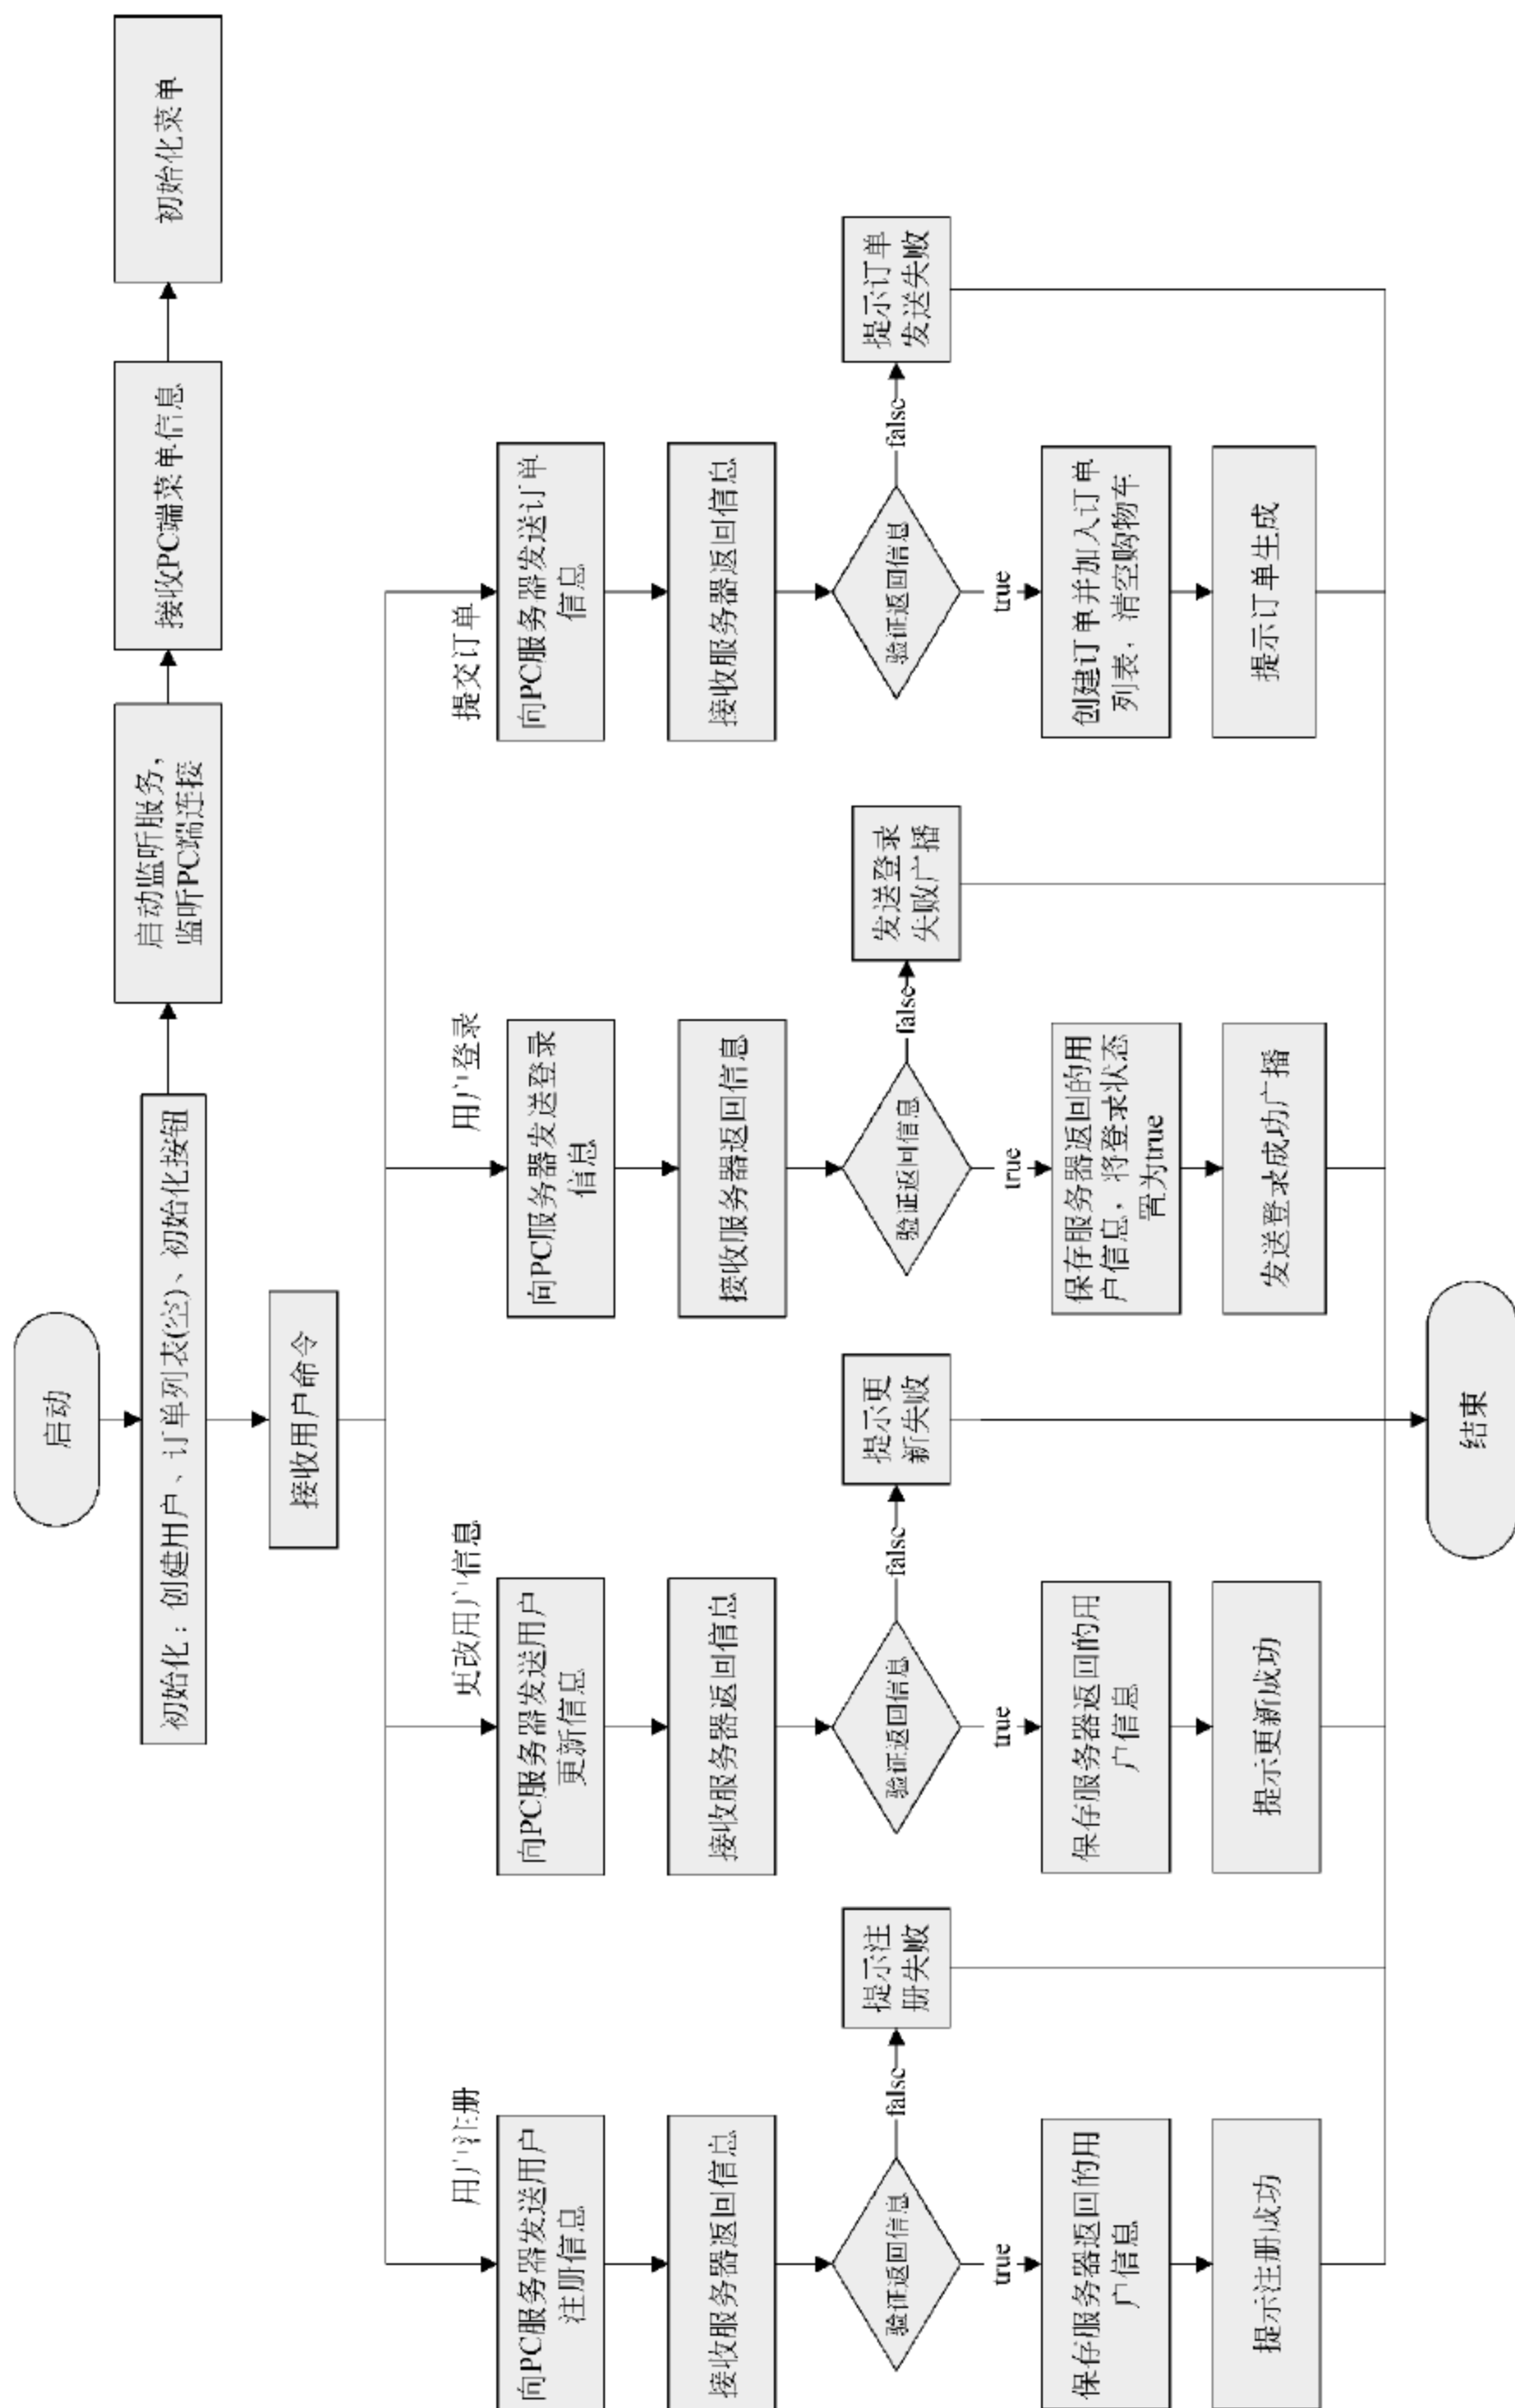 启动
初始化：创建用户、订单列表(空)、初始化按钮
启动监听服务，
监听PC端连接
接收PC端菜单信息
初始化菜单
接收用户命令
用户注册
向PC服务器发送用户
注册信息
接收服务器返回信息
验证返回信息
false
提示注
册失败
true
保存服务器返回的用
户信息
提示注册成功
更改用户信息
向PC服务器发送用户
更新信息
接收服务器返回信息
验证返回信息
false
提示更
新失败
true
保存服务器返回的用
户信息
提示更新成功
用户登录
向PC服务器发送登录
信息
接收服务器返回信息
验证返回信息
false
发送登录
失败广播
true
保存服务器返回的用
户信息，将登录状态
置为true
发送登录成功广播
提交订单
向PC服务器发送订单
信息
接收服务器返回信息
验证返回信息
false
提示订单
发送失败
true
创建订单并加入订单
列表，清空购物车
提示订单生成
结束